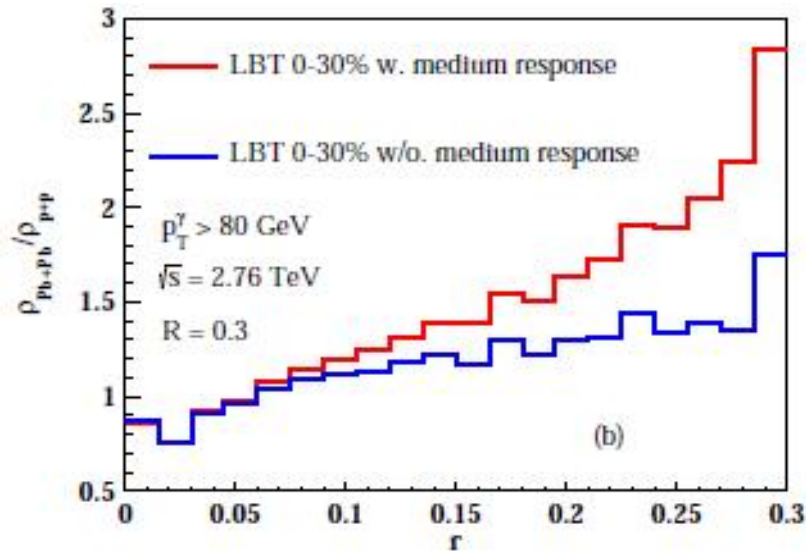 3
LBT 0-30% w. medium response
2.5
LBT 0-30% w/o. medium response
2
p_T^γ > 80 GeV
ρ_Pb+Pb/ρ_p+p
√s = 2.76 TeV
1.5
R = 0.3
1
(b)
0.5
0 0.05 0.1 0.15 0.2 0.25 0.3
r